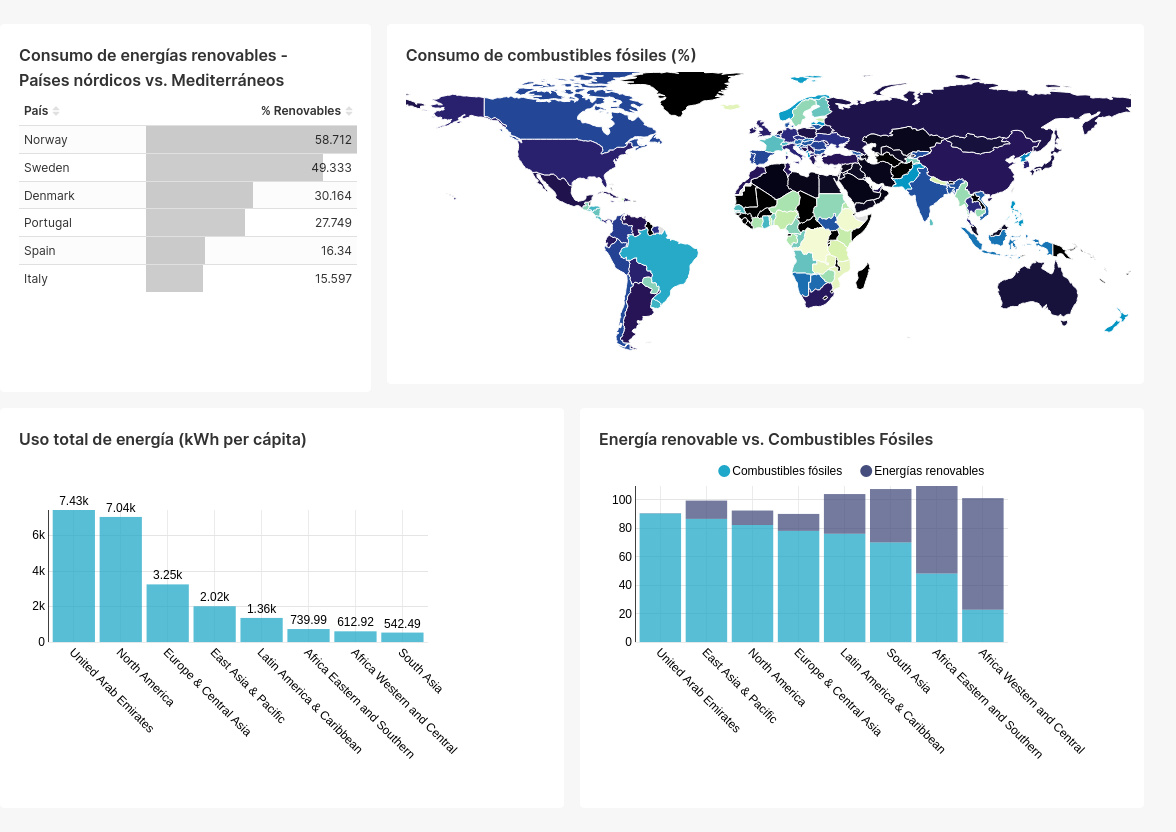 Consumo de energías renovables -
Países nórdicos vs. Mediterráneos
País % Renovables
Norway 58.712
Sweden 49.333
Denmark 30.164
Portugal 27.749
Spain 16.34
Italy 15.597
Consumo de combustibles fósiles (%)
Uso total de energía (kWh per cápita)
7.43k
7.04k
3.25k
2.02k
1.36k
739.99
612.92
542.49
6k
4k
2k
0
United Arab Emirates
North America
Europe & Central Asia
East Asia & Pacific
Latin America & Caribbean
Africa Eastern and Southern
Africa Western and Central
South Asia
Energía renovable vs. Combustibles Fósiles
Combustibles fósiles Energías renovables
100
80
60
40
20
0
United Arab Emirates
East Asia & Pacific
North America
Europe & Central Asia
Latin America & Caribbean
South Asia
Africa Eastern and Southern
Africa Western and Central